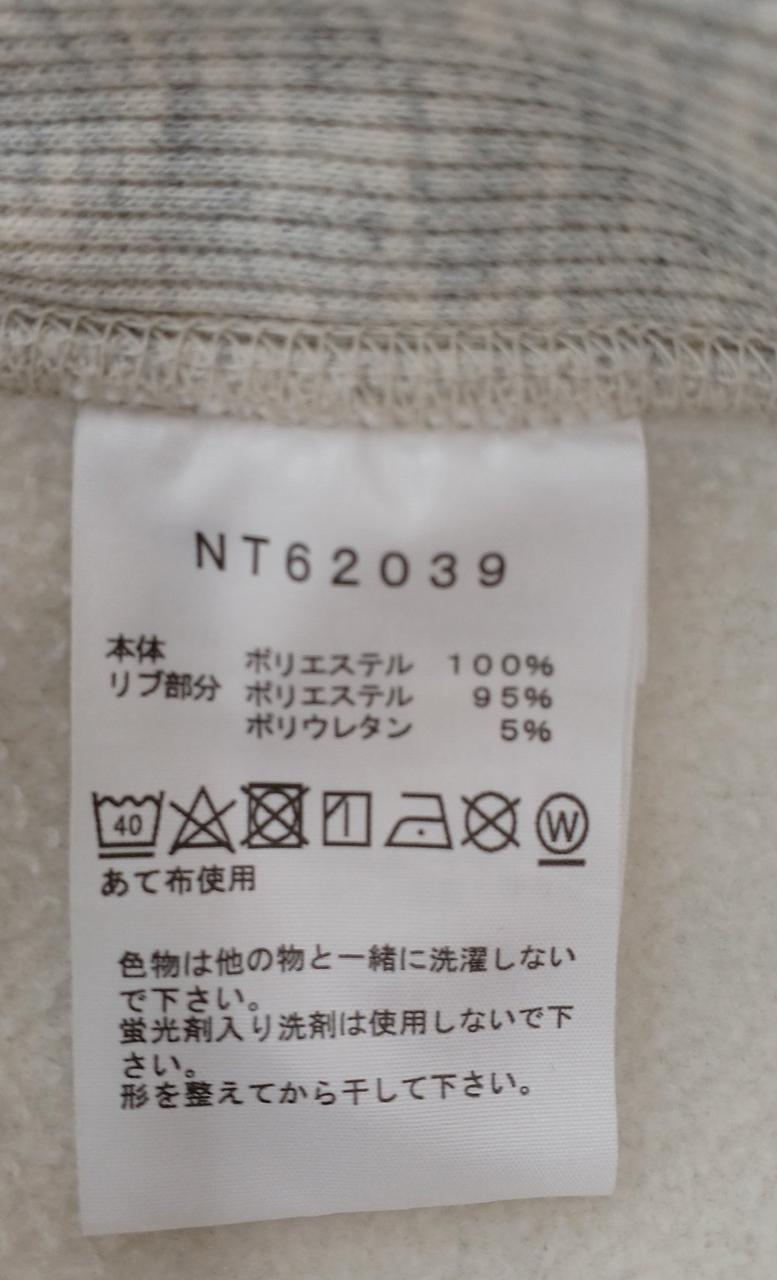 NT62039
本体 ポリエステル 100%
リブ部分 ポリエステル 95%
ポリウレタン 5%
40 W
あて布使用
色物は他の物と一緒に洗濯しない
で下さい。
蛍光剤入り洗剤は使用しないで下
さい。
形を整えてから干して下さい。